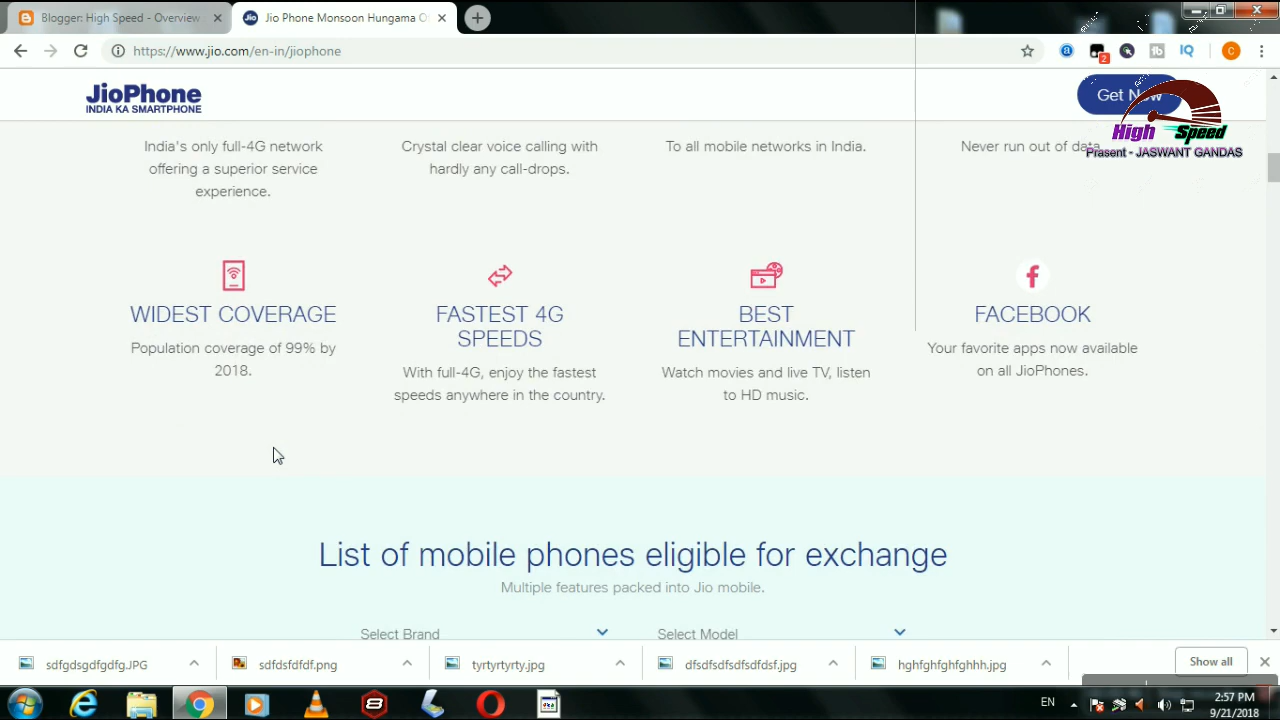 Blogger: High Speed - Overview
Jio Phone Monsoon Hungama O
https://www.jio.com/en-in/jiophone
2
C
JioPhone
INDIA KA SMARTPHONE
Get Now
High Speed
Prasent - JASWANT GANDAS
India's only full-4G network
offering a superior service
experience.
Crystal clear voice calling with
hardly any call-drops.
To all mobile networks in India.
Never run out of data.
WIDEST COVERAGE
Population coverage of 99% by
2018.
FASTEST 4G
SPEEDS
With full-4G, enjoy the fastest
speeds anywhere in the country.
BEST
ENTERTAINMENT
Watch movies and live TV, listen
to HD music.
FACEBOOK
Your favorite apps now available
on all JioPhones.
List of mobile phones eligible for exchange
Multiple features packed into Jio mobile.
Select Brand
Select Model
sdfgdsgdfgdfg.JPG
sdfdsfdfdf.png
tyrtyrtyrty.jpg
dfsdfsdfsdfsdfdsf.jpg
hghfghfghfghhh.jpg
Show all
EN
2:57 PM
9/21/2018